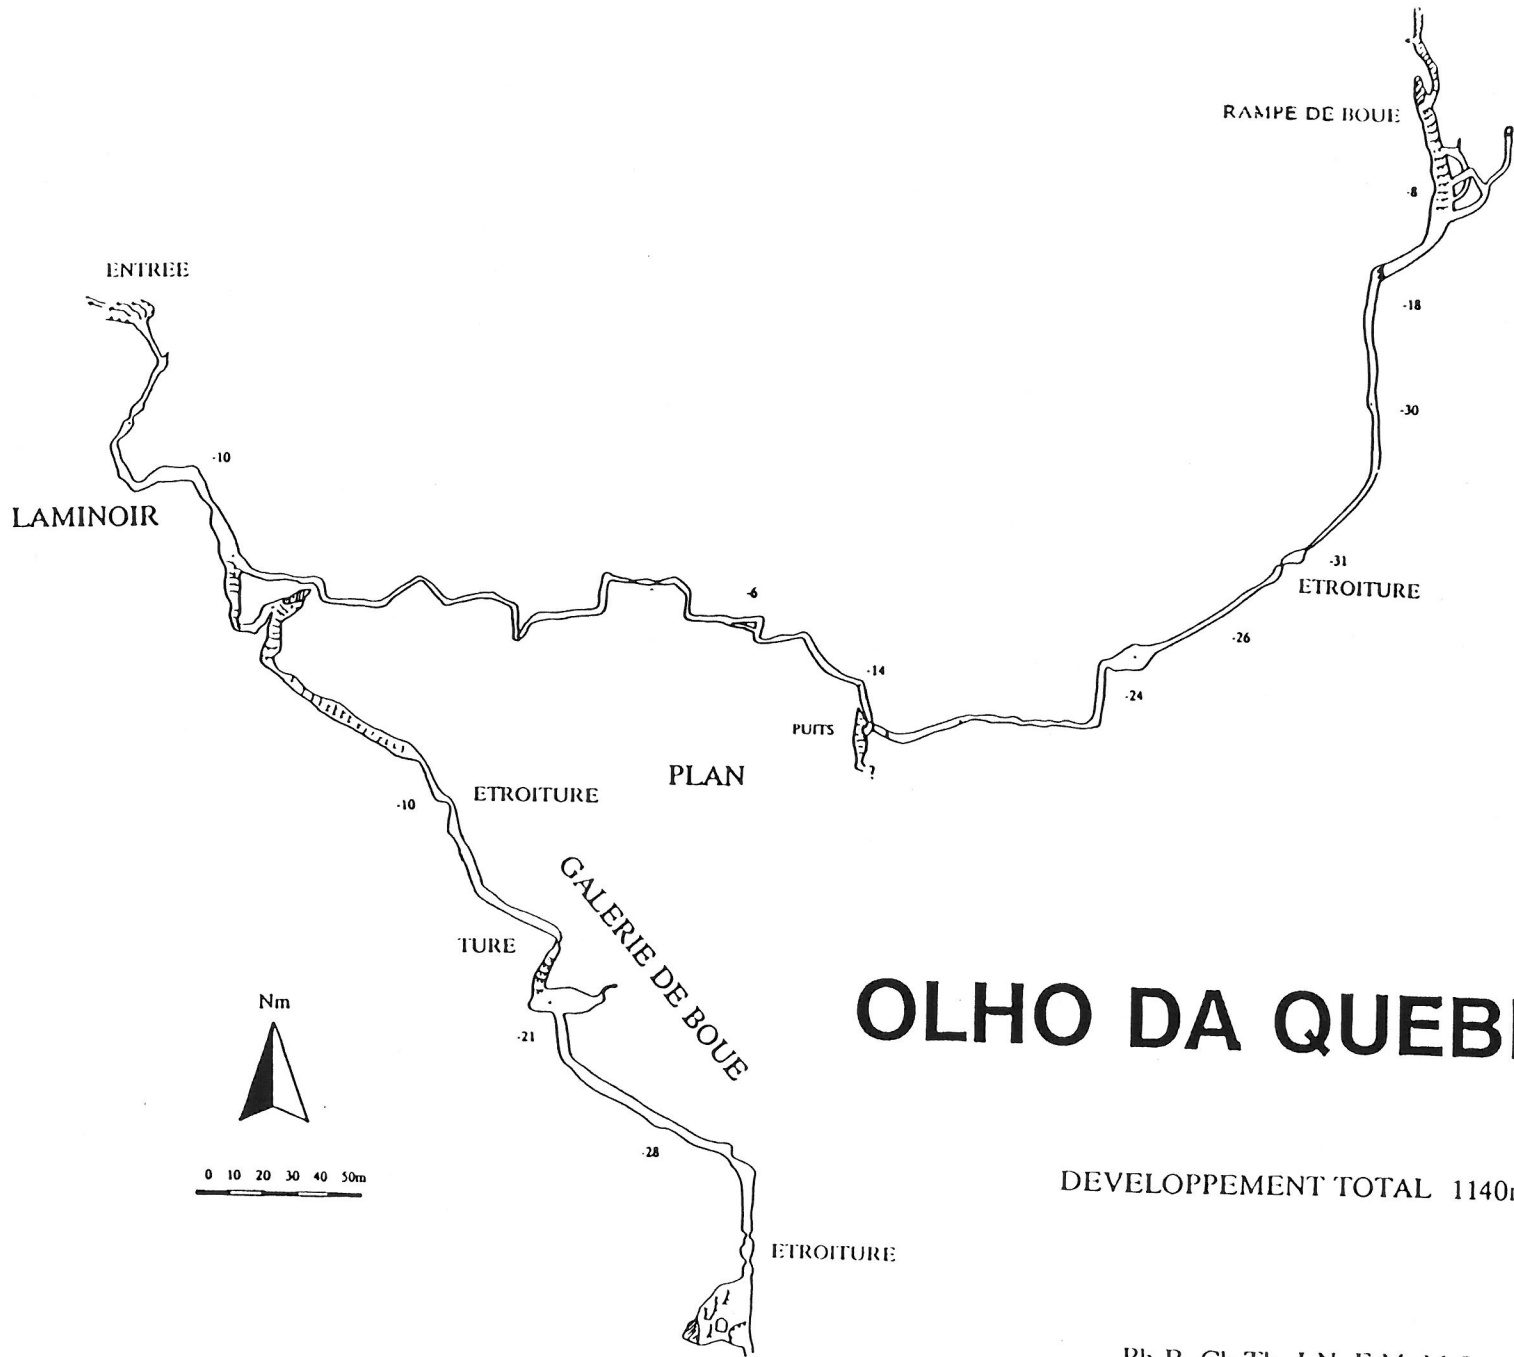 RAMPE DE BOUE
-8
ENTREE
-18
-30
-10
LAMINOIR
-31
ETROITURE
-6
-26
-14
-24
PUITS
?
PLAN
-10
ETROITURE
GALERIE DE BOUE
TURE
Nm
-21
OLHO DA QUEB
0 10 20 30 40 50m
-28
DEVELOPPEMENT TOTAL 1140
ETROITURE